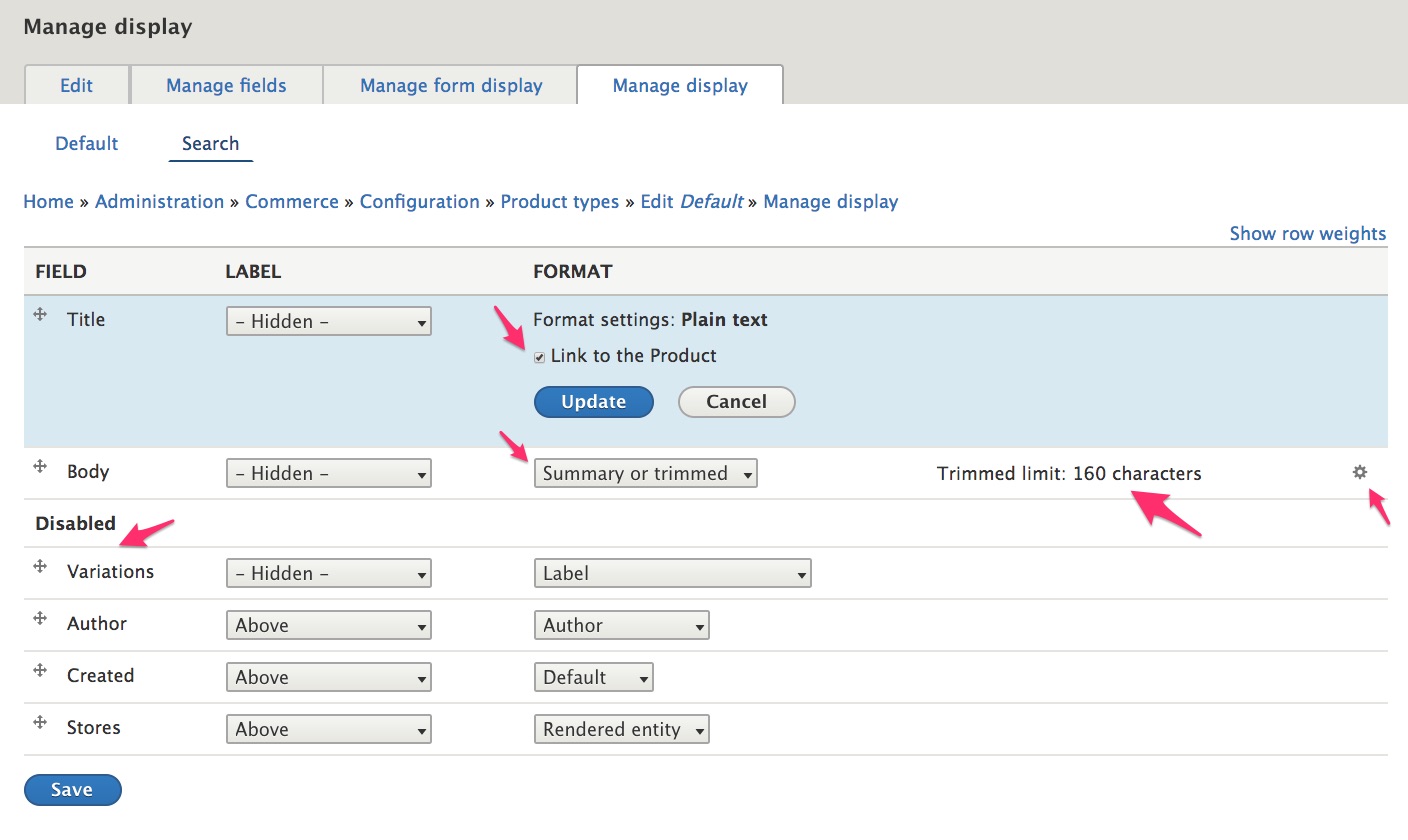 Manage display
Edit Manage fields Manage form display Manage display
Default Search
Home » Administration » Commerce » Configuration » Product types » Edit Default » Manage display
Show row weights
FIELD LABEL FORMAT
Title - Hidden - Format settings: Plain text
Link to the Product
Update Cancel
Body - Hidden - Summary or trimmed Trimmed limit: 160 characters
Disabled
Variations - Hidden - Label
Author Above Author
Created Above Default
Stores Above Rendered entity
Save